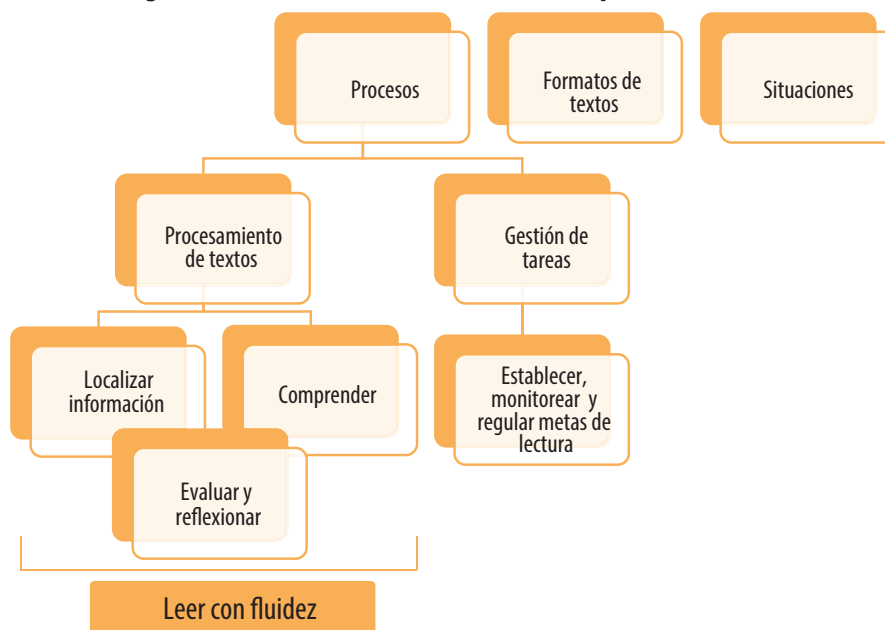 Procesos
Formatos de
textos
Situaciones
Procesamiento
de textos
Gestión de
tareas
Localizar
información
Comprender
Establecer,
monitorear y
regular metas de
lectura
Evaluar y
reflexionar
Leer con fluidez